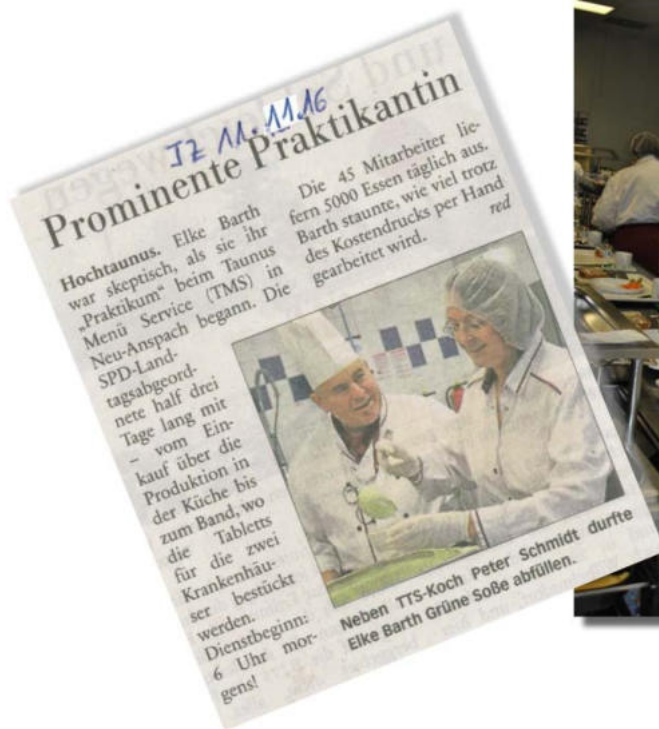 TZ 11.11.16
Prominente Praktikantin
Hochtaunus. Elke Barth
war skeptisch, als sie ihr
„Praktikum“ beim Taunus
Menü Service (TMS) in
Neu-Anspach begann. Die
SPD-Land-
tagsabgeord-
nete half drei
Tage lang mit
– vom Ein-
kauf über die
Produktion in
der Küche bis
zum Band, wo
die Tabletts
für die zwei
Krankenhäu-
ser bestückt
werden.
Dienstbeginn:
6 Uhr mor-
gens!
Die 45 Mitarbeiter lie-
fern 5000 Essen täglich aus.
Barth staunte, wie viel trotz
des Kostendrucks per Hand
gearbeitet wird. red
Neben TTS-Koch Peter Schmidt durfte
Elke Barth Grüne Soße abfüllen.